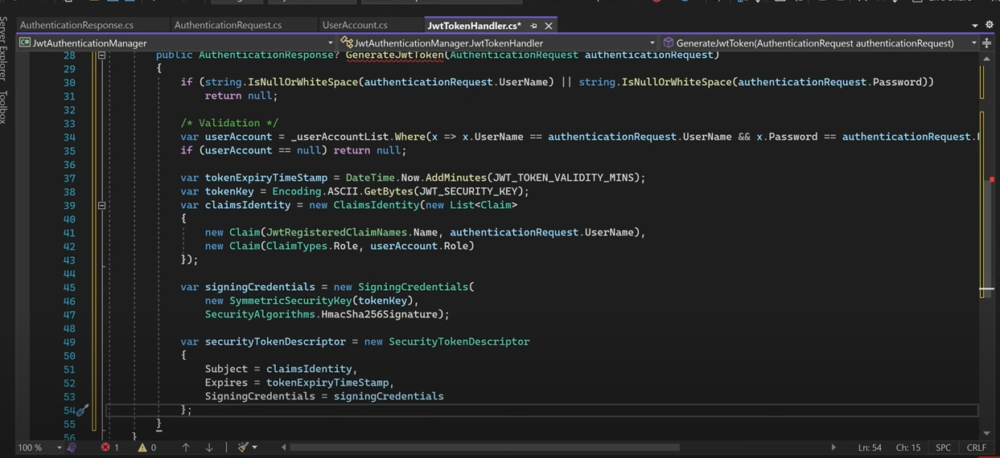 AuthenticationResponse.cs AuthenticationRequest.cs UserAccount.cs JwtTokenHandler.cs*
JwtAuthenticationManager JwtAuthenticationManager.JwtTokenHandler GenerateJwtToken(AuthenticationRequest authenticationRequest)
Server Explorer
Toolbox
28 public AuthenticationResponse? GenerateJwtToken(AuthenticationRequest authenticationRequest)
29 {
30 if (string.IsNullOrWhiteSpace(authenticationRequest.UserName) || string.IsNullOrWhiteSpace(authenticationRequest.Password))
31 return null;
32
33 /* Validation */
34 var userAccount = _userAccountList.Where(x => x.UserName == authenticationRequest.UserName && x.Password == authenticationRequest.
35 if (userAccount == null) return null;
36
37 var tokenExpiryTimeStamp = DateTime.Now.AddMinutes(JWT_TOKEN_VALIDITY_MINS);
38 var tokenKey = Encoding.ASCII.GetBytes(JWT_SECURITY_KEY);
39 var claimsIdentity = new ClaimsIdentity(new List<Claim>
40 {
41 new Claim(JwtRegisteredClaimNames.Name, authenticationRequest.UserName),
42 new Claim(ClaimTypes.Role, userAccount.Role)
43 });
44
45 var signingCredentials = new SigningCredentials(
46 new SymmetricSecurityKey(tokenKey),
47 SecurityAlgorithms.HmacSha256Signature);
48
49 var securityTokenDescriptor = new SecurityTokenDescriptor
50 {
51 Subject = claimsIdentity,
52 Expires = tokenExpiryTimeStamp,
53 SigningCredentials = signingCredentials
54 };
55 }
56 }
100 % 1 0 Ln: 54 Ch: 15 SPC CRLF